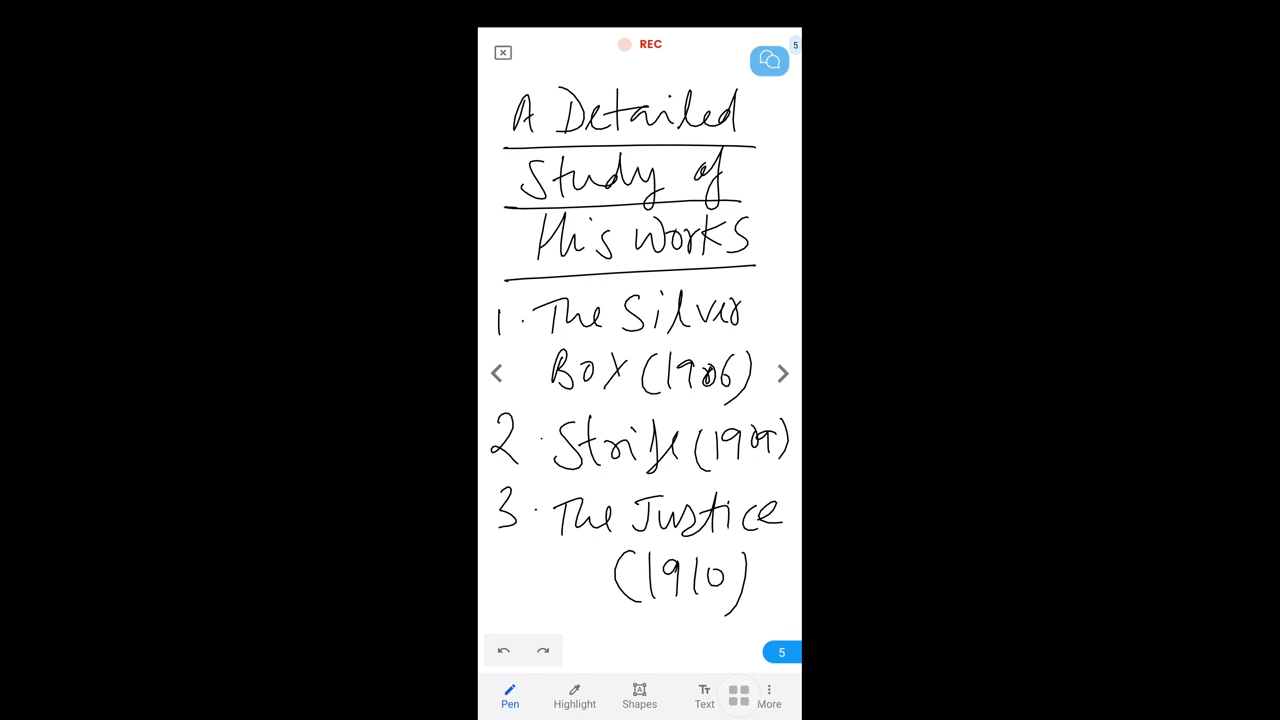 REC
5
A Detailed
Study of
His Works
1. The Silver
Box (1906)
2. Strife (1909)
3. The Justice
(1910)
5
Pen
Highlight
Shapes
Text
More